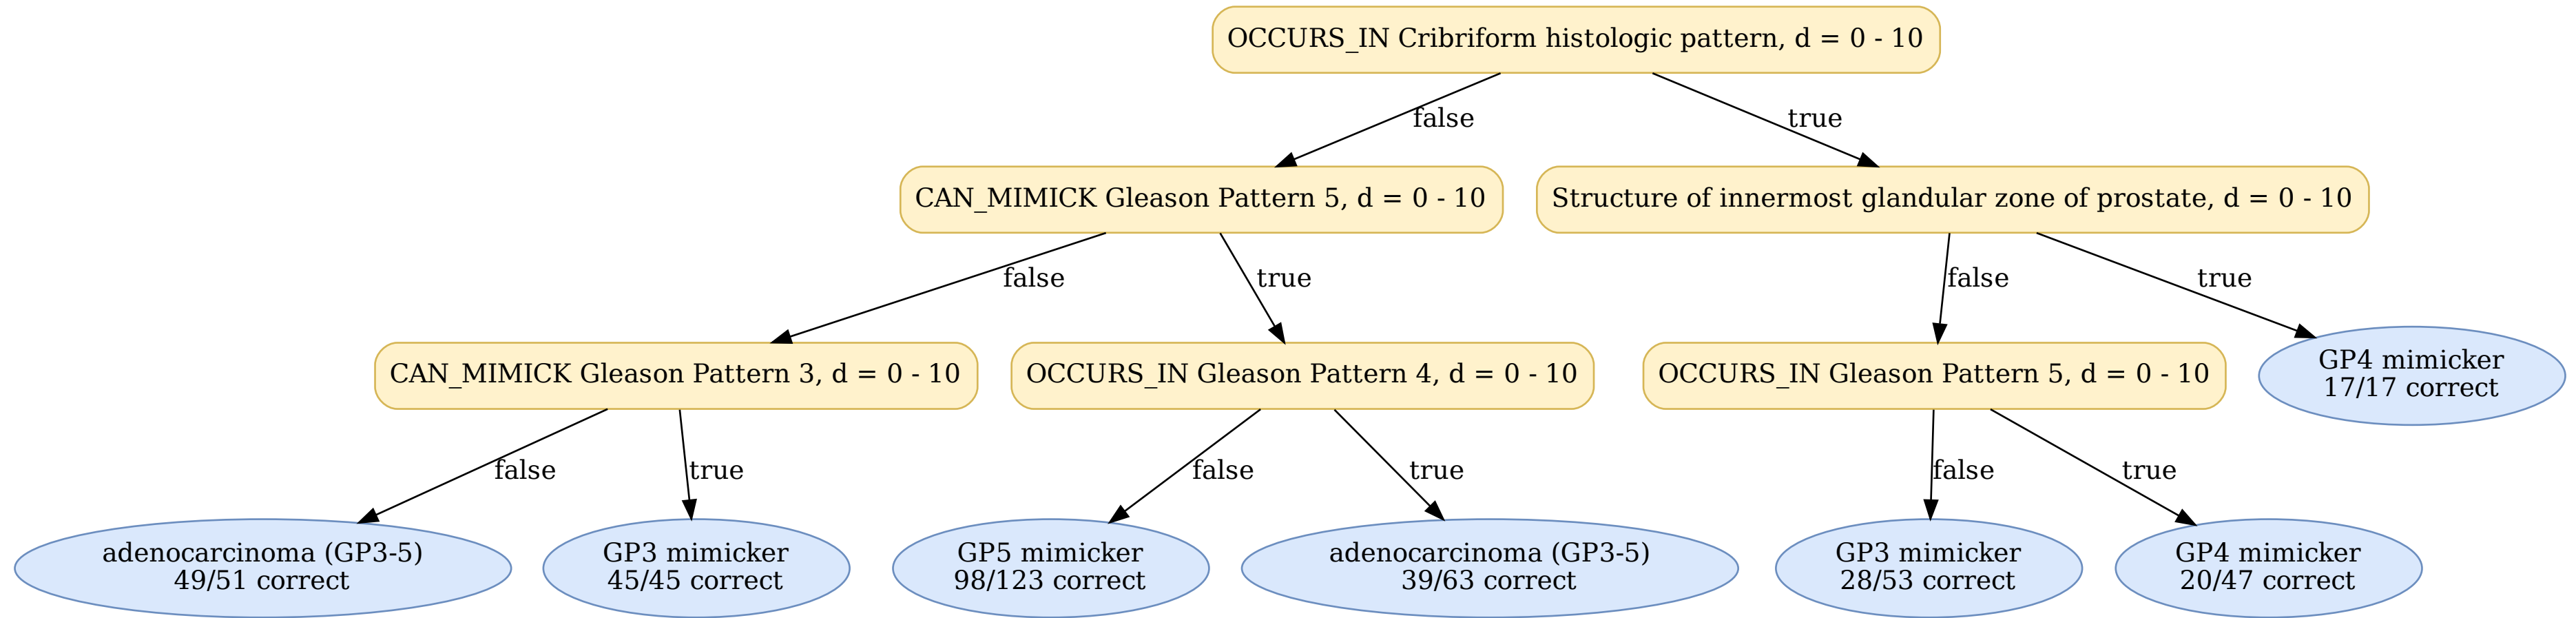 OCCURS_IN Cribriform histologic pattern, d = 0 - 10
false
true
CAN_MIMICK Gleason Pattern 5, d = 0 - 10
Structure of innermost glandular zone of prostate, d = 0 - 10
false
true
false
true
CAN_MIMICK Gleason Pattern 3, d = 0 - 10
OCCURS_IN Gleason Pattern 4, d = 0 - 10
OCCURS_IN Gleason Pattern 5, d = 0 - 10
GP4 mimicker
17/17 correct
false
true
false
true
false
true
adenocarcinoma (GP3-5)
49/51 correct
GP3 mimicker
45/45 correct
GP5 mimicker
98/123 correct
adenocarcinoma (GP3-5)
39/63 correct
GP3 mimicker
28/53 correct
GP4 mimicker
20/47 correct